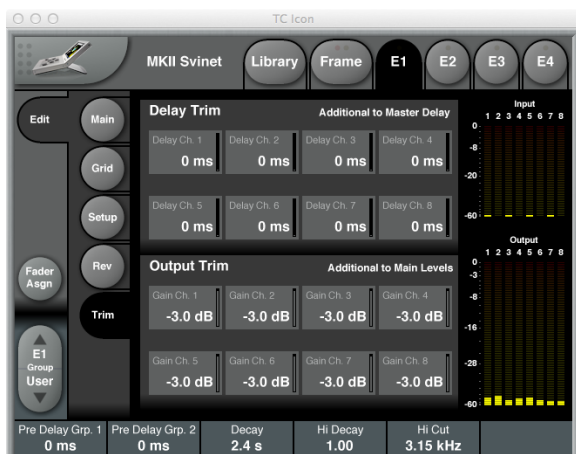 TC Icon
MKII Svinet
Library
Frame
E1
E2
E3
E4
Edit
Main
Grid
Setup
Rev
Trim
Fader
Asgn
E1
Group
User
Delay Trim
Additional to Master Delay
Delay Ch. 1
Delay Ch. 2
Delay Ch. 3
Delay Ch. 4
0 ms
0 ms
0 ms
0 ms
Delay Ch. 5
Delay Ch. 6
Delay Ch. 7
Delay Ch. 8
0 ms
0 ms
0 ms
0 ms
Output Trim
Additional to Main Levels
Gain Ch. 1
Gain Ch. 2
Gain Ch. 3
Gain Ch. 4
-3.0 dB
-3.0 dB
-3.0 dB
-3.0 dB
Gain Ch. 5
Gain Ch. 6
Gain Ch. 7
Gain Ch. 8
-3.0 dB
-3.0 dB
-3.0 dB
-3.0 dB
Input
1 2 3 4 5 6 7 8
0
-8
-20
-60
Output
1 2 3 4 5 6 7 8
0
-3
-8
-16
-28
-60
Pre Delay Grp. 1
Pre Delay Grp. 2
Decay
Hi Decay
Hi Cut
0 ms
0 ms
2.4 s
1.00
3.15 kHz